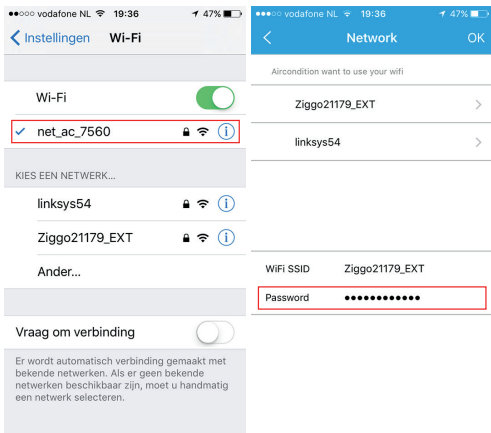 vodafone NL 19:36 47%
Instellingen Wi-Fi
Wi-Fi
net_ac_7560
KIES EEN NETWERK...
linksys54
Ziggo21179_EXT
Ander...
Vraag om verbinding
Er wordt automatisch verbinding gemaakt met
bekende netwerken. Als er geen bekende
netwerken beschikbaar zijn, moet u handmatig
een netwerk selecteren.
vodafone NL 19:36 47%
Network OK
Aircondition want to use your wifi
Ziggo21179_EXT
linksys54
WiFi SSID Ziggo21179_EXT
Password ●●●●●●●●●●●●